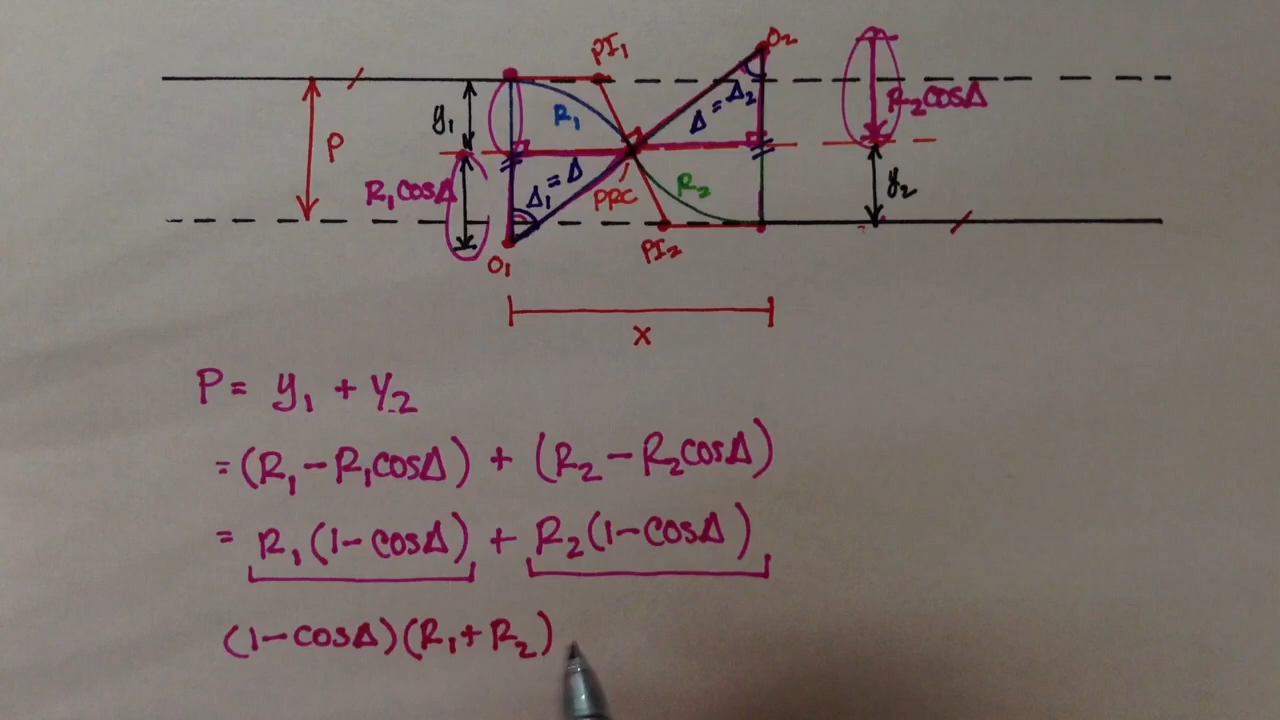 PI₁
O₂
P
y₁
R₁
Δ = Δ₂
R₂cosΔ
R₁cosΔ
Δ₁ = Δ
PRC
R₂
y₂
O₁
PI₂
x
P = y₁ + y₂
= (R₁ - R₁cosΔ) + (R₂ - R₂cosΔ)
= R₁(1 - cosΔ) + R₂(1 - cosΔ)
(1 - cosΔ)(R₁ + R₂)